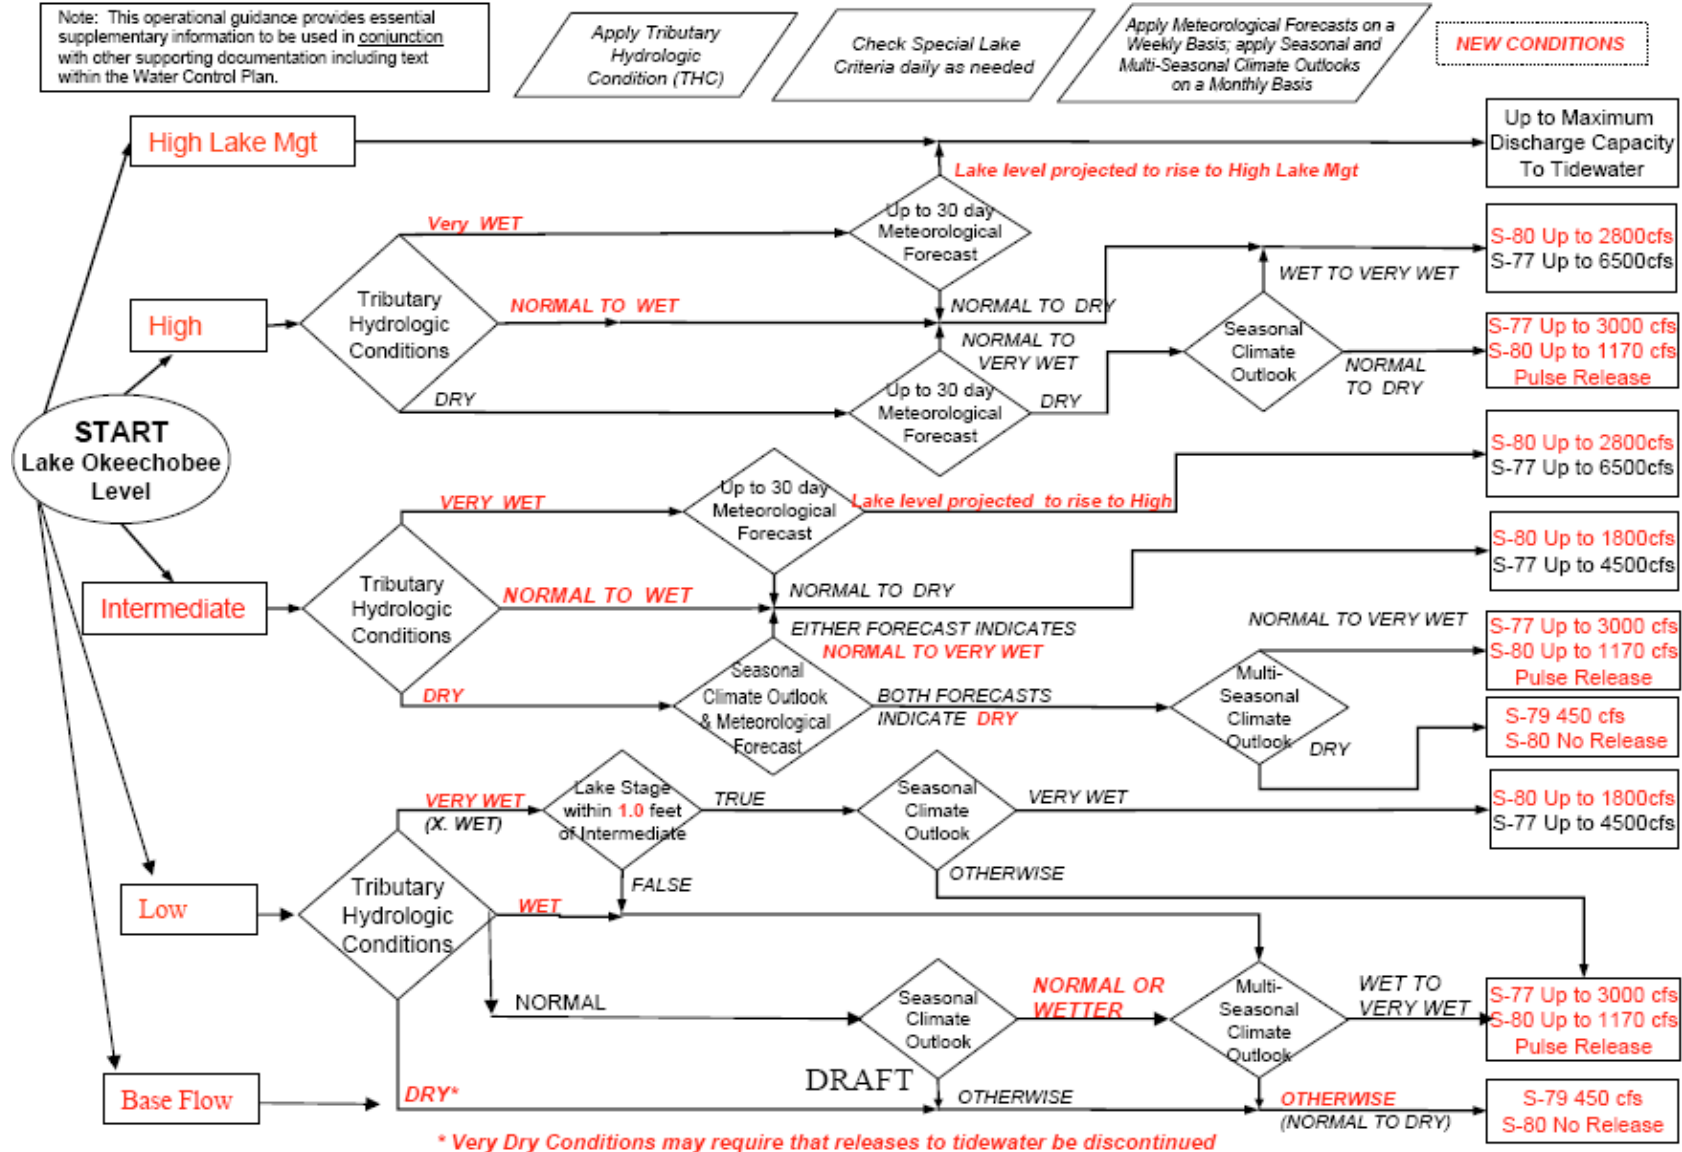 Note: This operational guidance provides essential
supplementary information to be used in conjunction
with other supporting documentation including text
within the Water Control Plan.
Apply Tributary
Hydrologic
Condition (THC)
Check Special Lake
Criteria daily as needed
Apply Meteorological Forecasts on a
Weekly Basis; apply Seasonal and
Multi-Seasonal Climate Outlooks
on a Monthly Basis
NEW CONDITIONS
High Lake Mgt
Up to Maximum
Discharge Capacity
To Tidewater
Lake level projected to rise to High Lake Mgt
Very WET
Up to 30 day
Meteorological
Forecast
S-80 Up to 2800cfs
S-77 Up to 6500cfs
WET TO VERY WET
High
Tributary
Hydrologic
Conditions
NORMAL TO WET
NORMAL TO DRY
NORMAL TO
VERY WET
Seasonal
Climate
Outlook
S-77 Up to 3000 cfs
S-80 Up to 1170 cfs
Pulse Release
NORMAL
TO DRY
DRY
Up to 30 day
Meteorological
Forecast
DRY
START
Lake Okeechobee
Level
S-80 Up to 2800cfs
S-77 Up to 6500cfs
VERY WET
Up to 30 day
Meteorological
Forecast
Lake level projected to rise to High
S-80 Up to 1800cfs
S-77 Up to 4500cfs
Intermediate
Tributary
Hydrologic
Conditions
NORMAL TO WET
NORMAL TO DRY
EITHER FORECAST INDICATES
NORMAL TO VERY WET
NORMAL TO VERY WET
S-77 Up to 3000 cfs
S-80 Up to 1170 cfs
Pulse Release
DRY
Seasonal
Climate Outlook
& Meteorological
Forecast
BOTH FORECASTS
INDICATE DRY
Multi-
Seasonal
Climate
Outlook
DRY
S-79 450 cfs
S-80 No Release
VERY WET
(X. WET)
Lake Stage
within 1.0 feet
of Intermediate
TRUE
Seasonal
Climate
Outlook
VERY WET
S-80 Up to 1800cfs
S-77 Up to 4500cfs
OTHERWISE
FALSE
Low
Tributary
Hydrologic
Conditions
WET
NORMAL
Seasonal
Climate
Outlook
NORMAL OR
WETTER
Multi-
Seasonal
Climate
Outlook
WET TO
VERY WET
S-77 Up to 3000 cfs
S-80 Up to 1170 cfs
Pulse Release
DRAFT
Base Flow
DRY*
OTHERWISE
OTHERWISE
(NORMAL TO DRY)
S-79 450 cfs
S-80 No Release
* Very Dry Conditions may require that releases to tidewater be discontinued